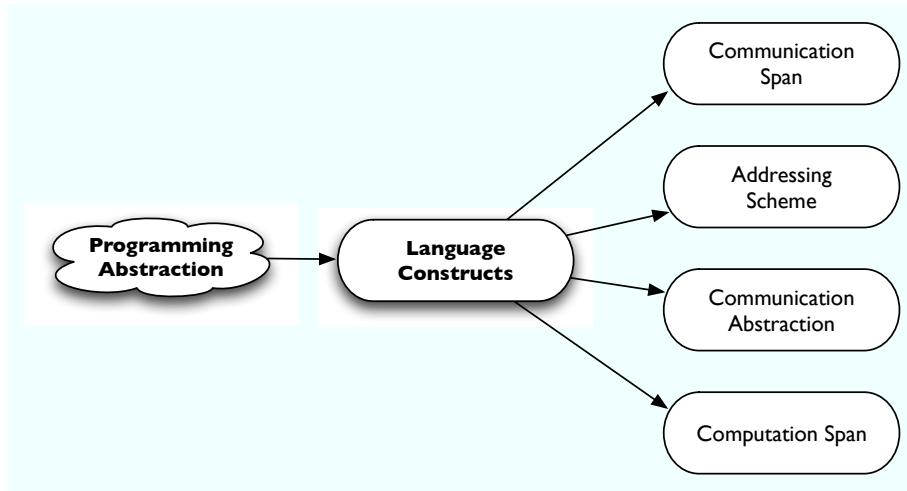 Programming
Abstraction
Language
Constructs
Communication
Span
Addressing
Scheme
Communication
Abstraction
Computation Span